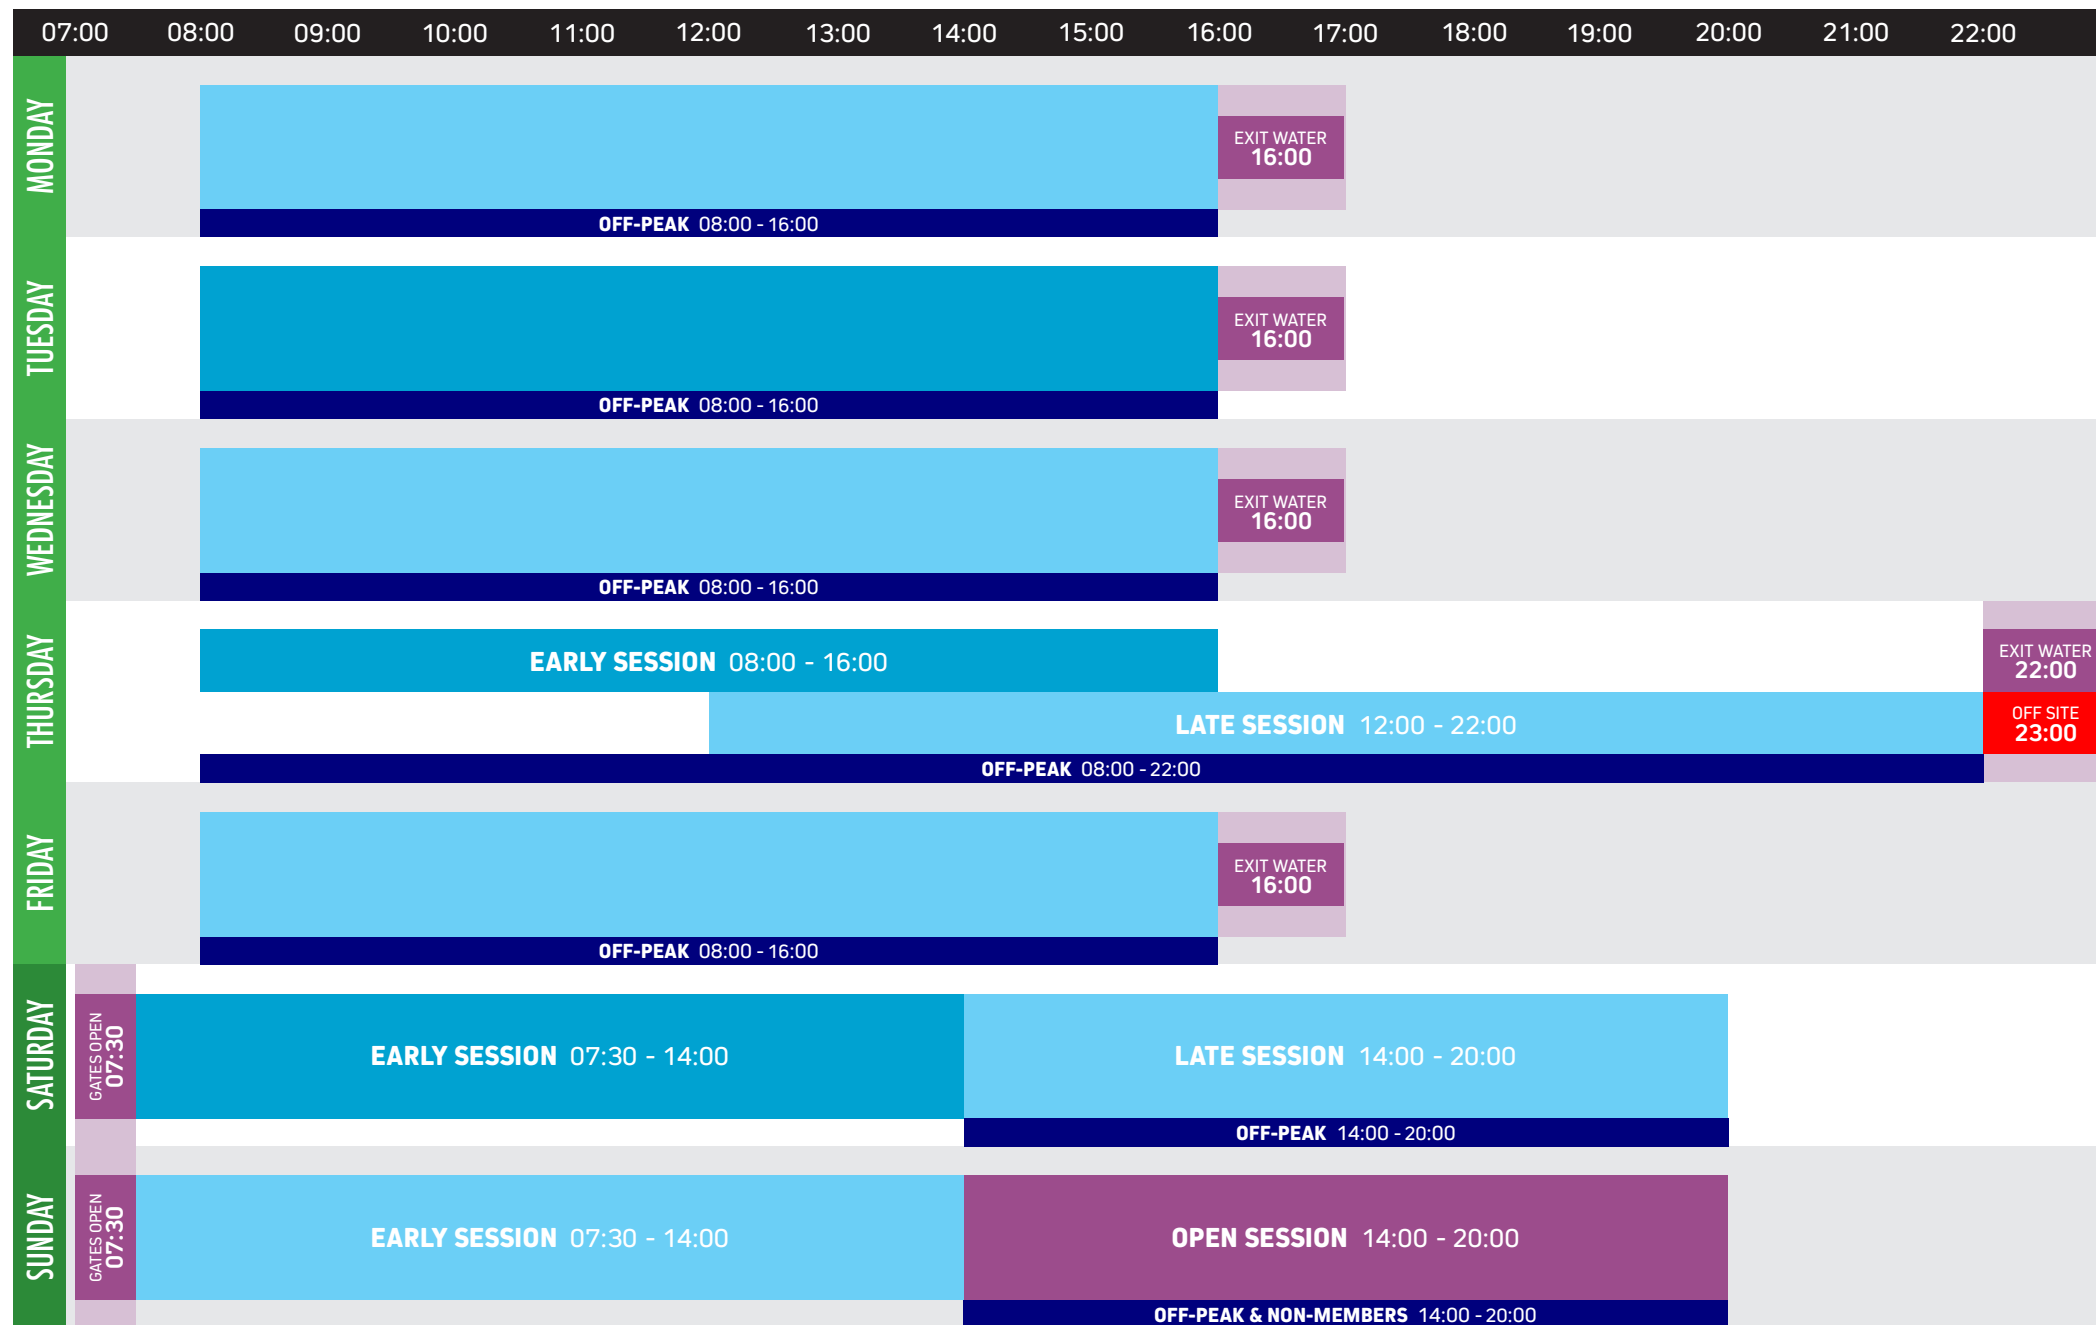 07:00 08:00 09:00 10:00 11:00 12:00 13:00 14:00 15:00 16:00 17:00 18:00 19:00 20:00 21:00 22:00
MONDAY
EXIT WATER
16:00
OFF-PEAK 08:00 - 16:00
TUESDAY
EXIT WATER
16:00
OFF-PEAK 08:00 - 16:00
WEDNESDAY
EXIT WATER
16:00
OFF-PEAK 08:00 - 16:00
THURSDAY
EARLY SESSION 08:00 - 16:00
EXIT WATER
22:00
LATE SESSION 12:00 - 22:00
OFF SITE
23:00
OFF-PEAK 08:00 - 22:00
FRIDAY
EXIT WATER
16:00
OFF-PEAK 08:00 - 16:00
SATURDAY
GATES OPEN
07:30
EARLY SESSION 07:30 - 14:00
LATE SESSION 14:00 - 20:00
OFF-PEAK 14:00 - 20:00
SUNDAY
GATES OPEN
07:30
EARLY SESSION 07:30 - 14:00
OPEN SESSION 14:00 - 20:00
OFF-PEAK & NON-MEMBERS 14:00 - 20:00